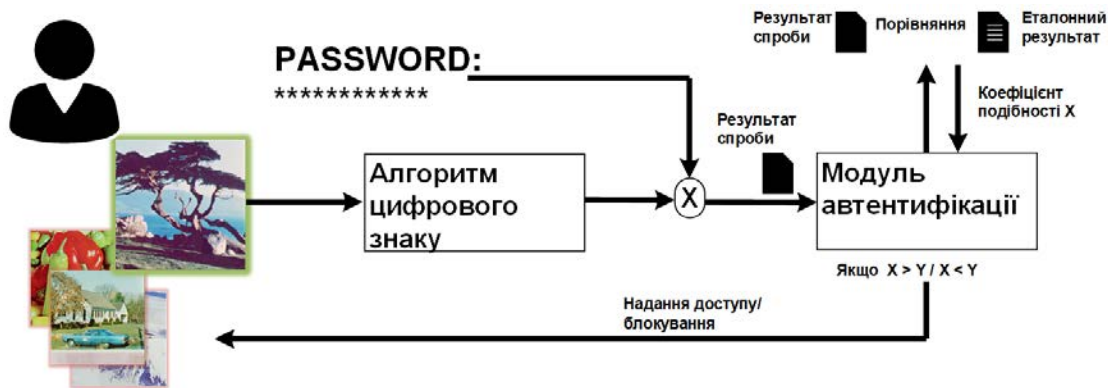 Результат
спроби
Порівняння
Еталонний
результат
PASSWORD:
************
Коефіцієнт
подібності X
Результат
спроби
Алгоритм
цифрового
знаку
X
Модуль
автентифікації
Якщо X > Y / X < Y
Надання доступу/
блокування